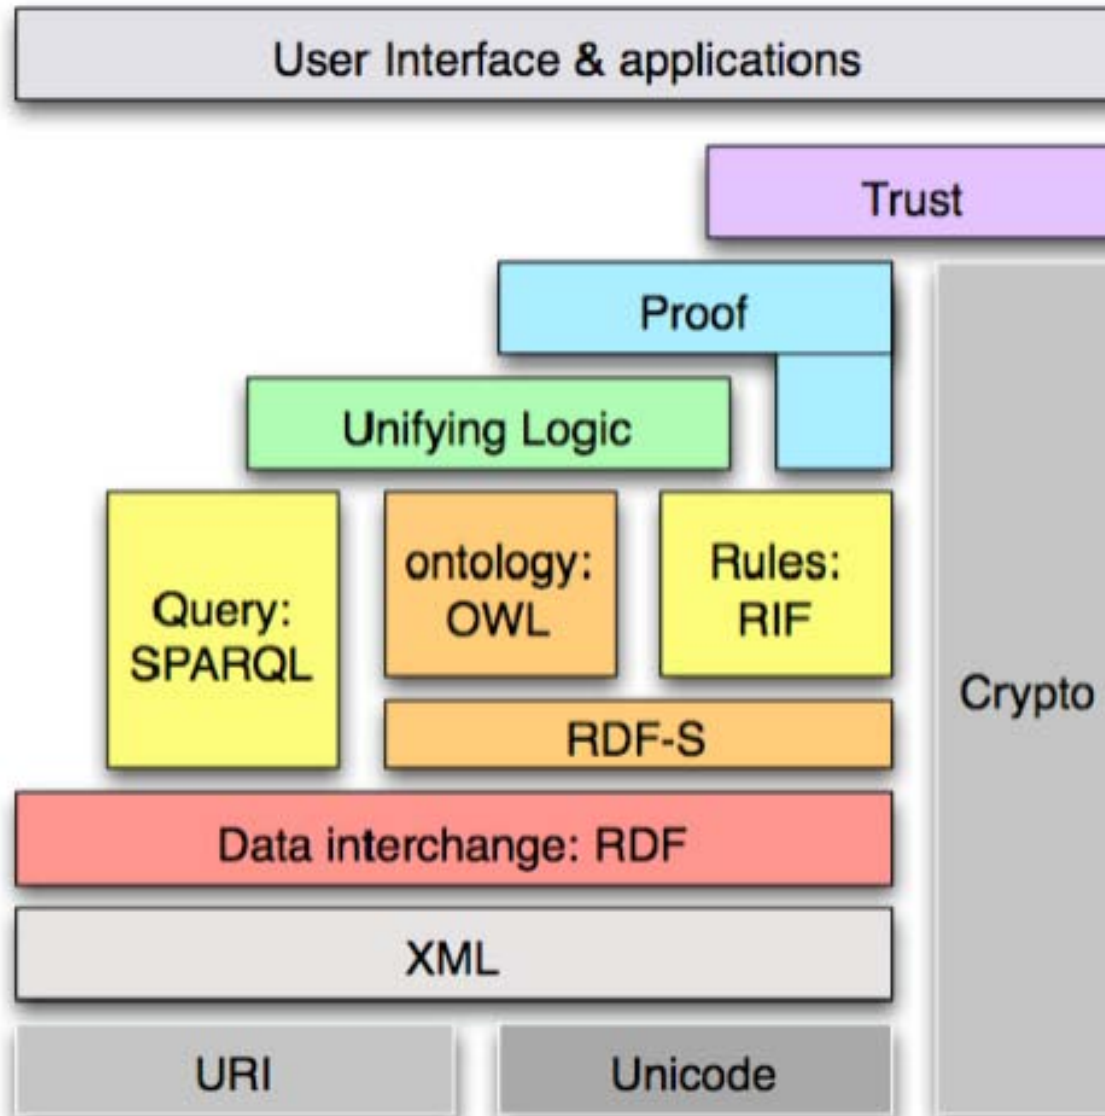 User Interface & applications
Trust
Proof
Unifying Logic
Query:
SPARQL
ontology:
OWL
Rules:
RIF
Crypto
RDF-S
Data interchange: RDF
XML
URI
Unicode